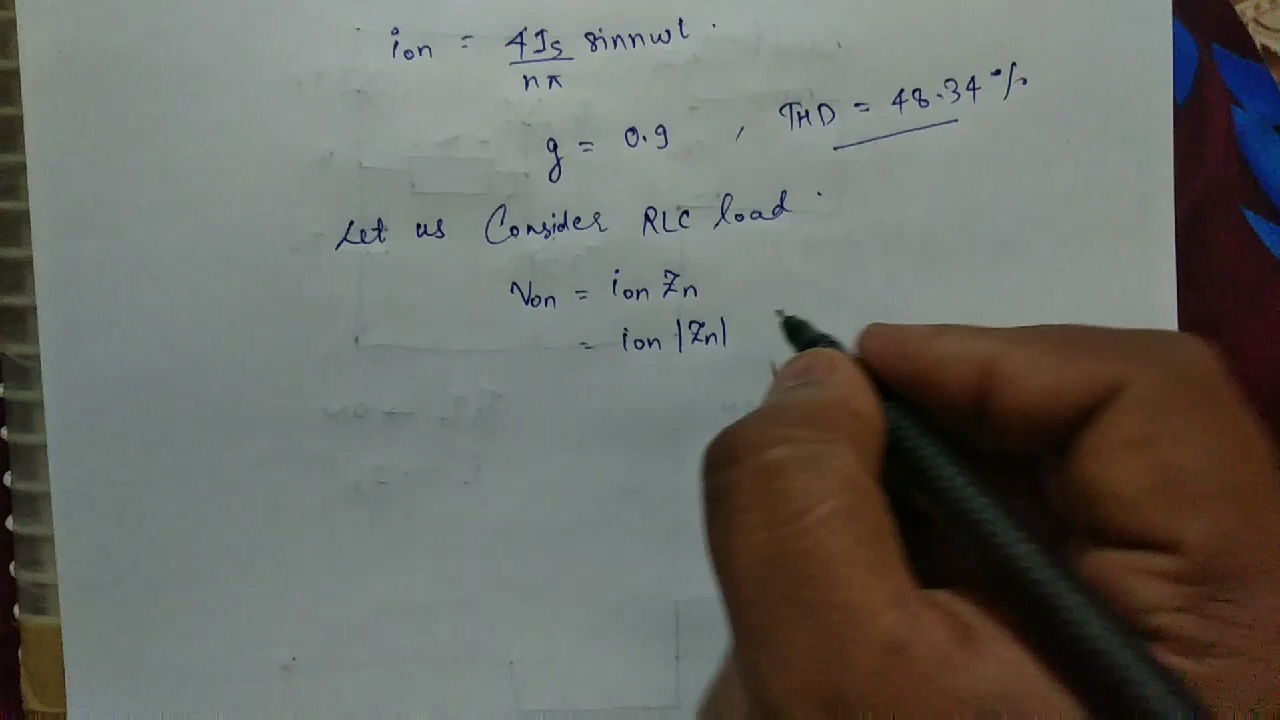 ion = 4Is/nπ sinnωt.
g = 0.9 , THD = 48.34 %
Let us Consider RLC load.
Von = ion Zn
= ion |Zn|